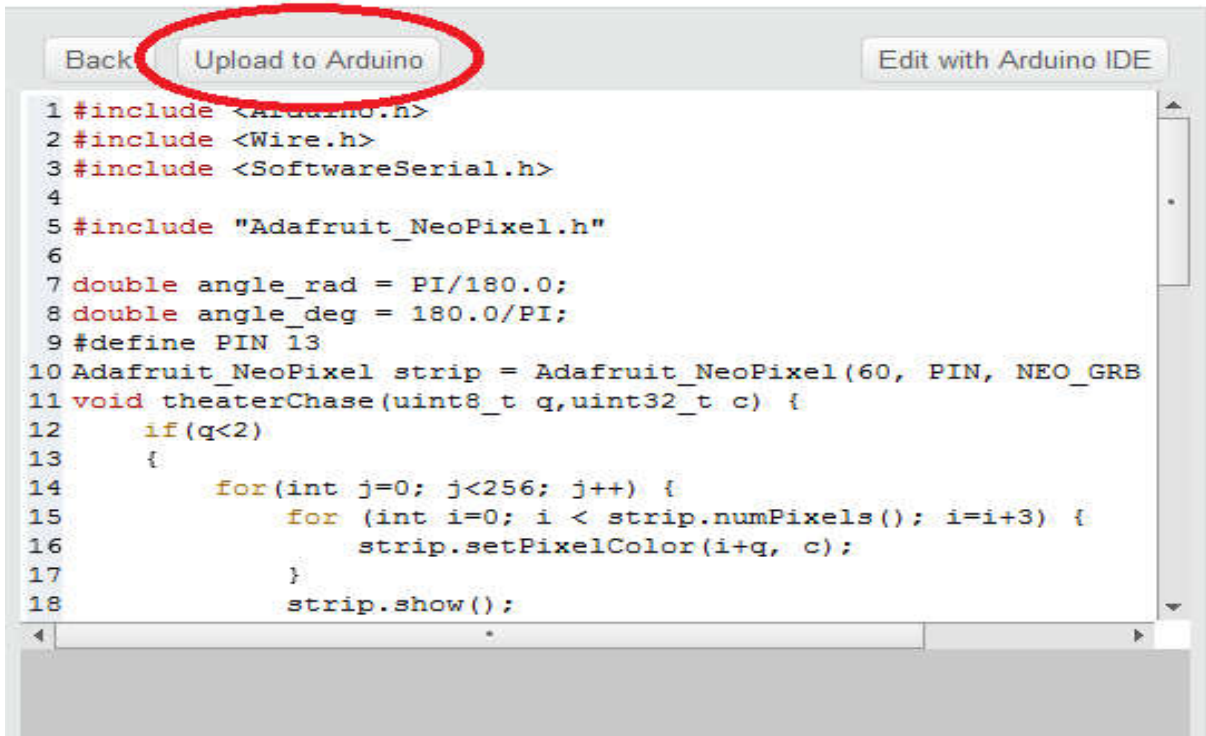 Back Upload to Arduino Edit with Arduino IDE
1 #include <Arduino.h>
2 #include <Wire.h>
3 #include <SoftwareSerial.h>
4
5 #include "Adafruit_NeoPixel.h"
6
7 double angle_rad = PI/180.0;
8 double angle_deg = 180.0/PI;
9 #define PIN 13
10 Adafruit_NeoPixel strip = Adafruit_NeoPixel(60, PIN, NEO_GRB
11 void theaterChase(uint8_t q,uint32_t c) {
12 if(q<2)
13 {
14 for(int j=0; j<256; j++) {
15 for (int i=0; i < strip.numPixels(); i=i+3) {
16 strip.setPixelColor(i+q, c);
17 }
18 strip.show();